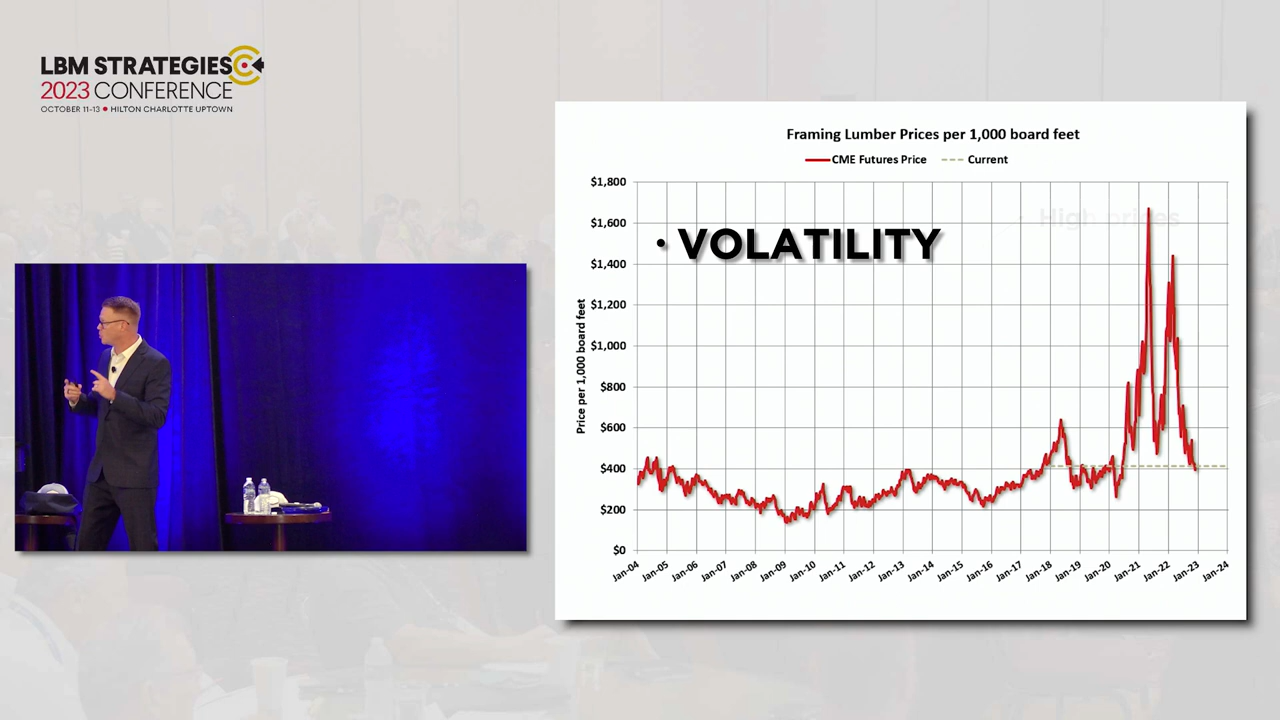 LBM STRATEGIES
2023 CONFERENCE
OCTOBER 11-13 • HILTON CHARLOTTE UPTOWN
Framing Lumber Prices per 1,000 board feet
CME Futures Price
Current
High prices
• VOLATILITY
Price per 1,000 board feet
$1,800
$1,600
$1,400
$1,200
$1,000
$800
$600
$400
$200
$0
Jan-04
Jan-05
Jan-06
Jan-07
Jan-08
Jan-09
Jan-10
Jan-11
Jan-12
Jan-13
Jan-14
Jan-15
Jan-16
Jan-17
Jan-18
Jan-19
Jan-20
Jan-21
Jan-22
Jan-23
Jan-24